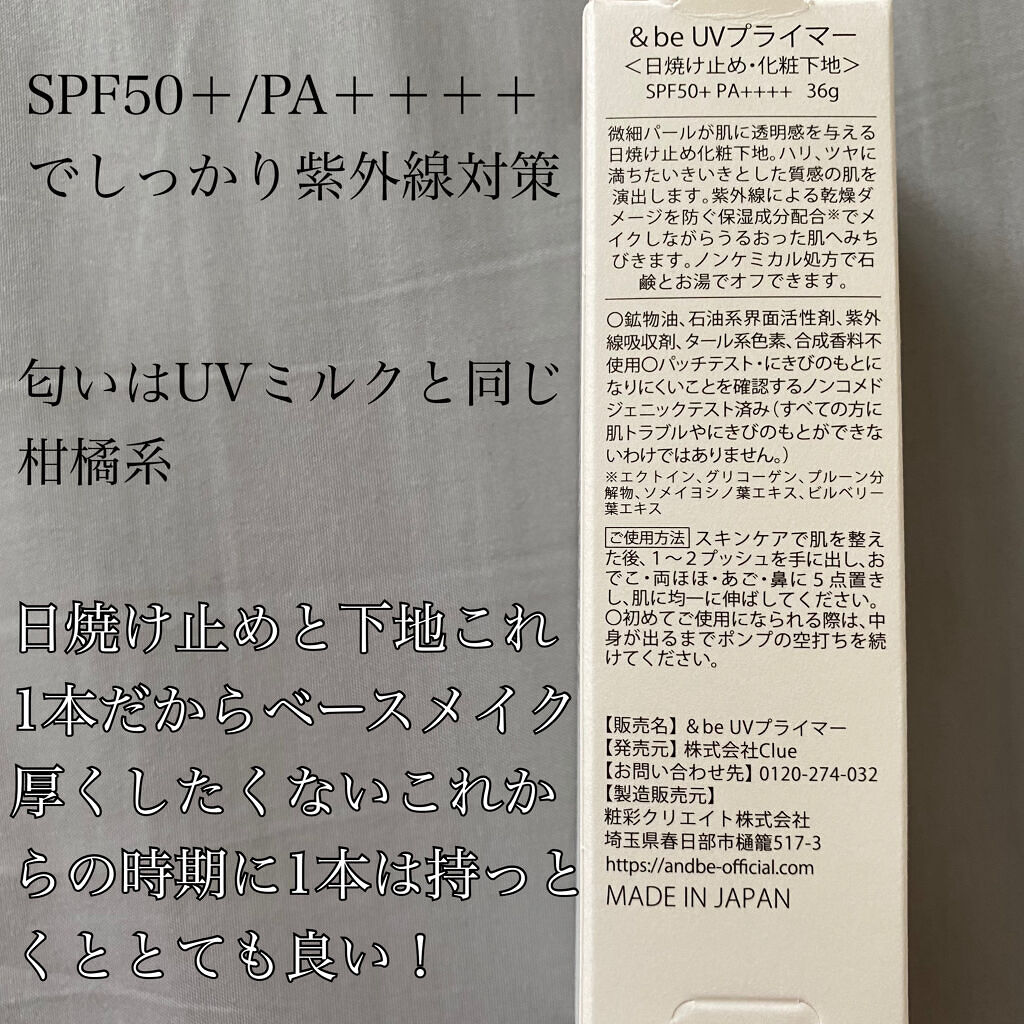 SPF50＋/PA＋＋＋＋
でしっかり紫外線対策
匂いはUVミルクと同じ
柑橘系
日焼け止めと下地これ
1本だからベースメイク
厚くしたくないこれか
らの時期に1本は持っと
くととても良い！
＆be UVプライマー
＜日焼け止め・化粧下地＞
SPF50+ PA++++ 36g
微細パールが肌に透明感を与える
日焼け止め化粧下地。ハリ、ツヤに
満ちたいきいきとした質感の肌を
演出します。紫外線による乾燥ダ
メージを防ぐ保湿成分配合※でメ
イクしながらうるおった肌へみち
びきます。ノンケミカル処方で石
鹸とお湯でオフできます。
〇鉱物油、石油系界面活性剤、紫外
線吸収剤、タール系色素、合成香料不
使用〇パッチテスト・にきびのもとに
なりにくいことを確認するノンコメド
ジェニックテスト済み（すべての方に
肌トラブルやにきびのもとができな
いわけではありません。）
※エクトイン、グリコーゲン、プルーン分
解物、ソメイヨシノ葉エキス、ビルベリー
葉エキス
ご使用方法 スキンケアで肌を整え
た後、1～2プッシュを手に出し、お
でこ・両ほほ・あご・鼻に5点置き
し、肌に均一に伸ばしてください。
〇初めてご使用になられる際は、中
身が出るまでポンプの空打ちを続
けてください。
【販売名】＆be UVプライマー
【発売元】株式会社Clue
【お問い合わせ先】0120-274-032
【製造販売元】
粧彩クリエイト株式会社
埼玉県春日部市樋籠517-3
https://andbe-official.com
MADE IN JAPAN